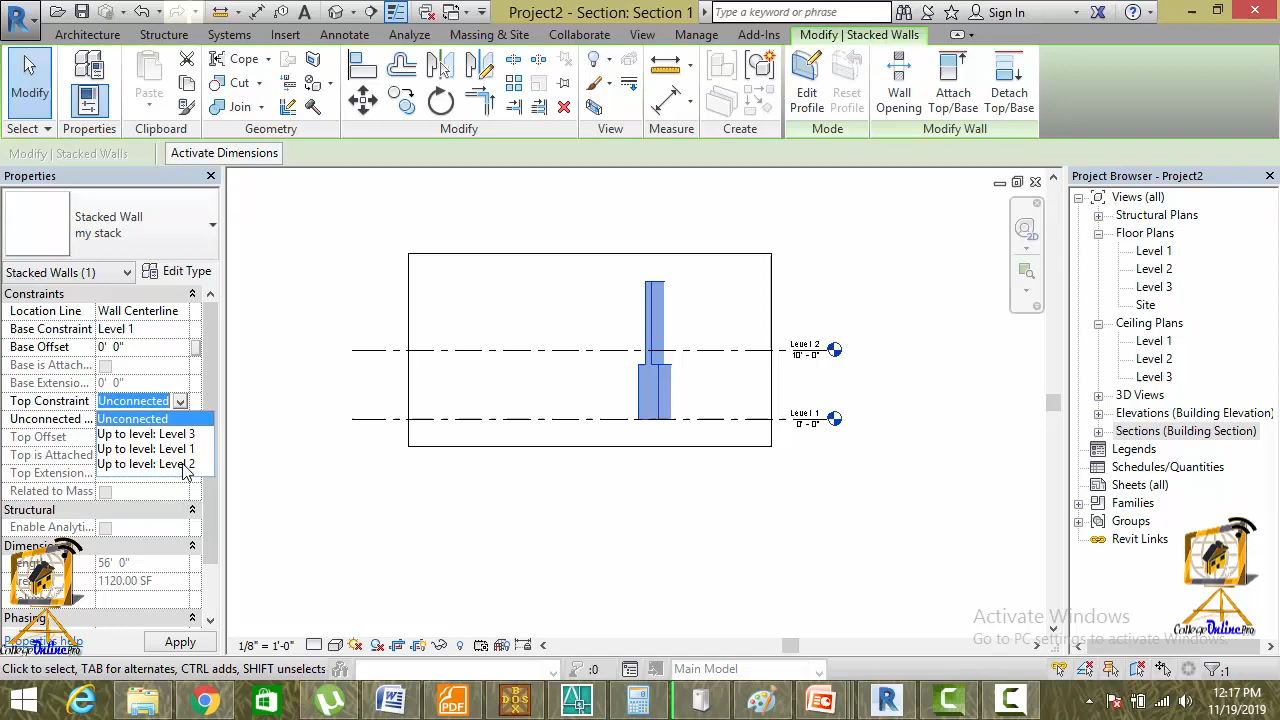 Project2 - Section: Section 1
Type a keyword or phrase
Sign In
Architecture
Structure
Systems
Insert
Annotate
Analyze
Massing & Site
Collaborate
View
Manage
Add-Ins
Modify | Stacked Walls
Modify
Paste
Cope
Cut
Join
Edit
Profile
Reset
Profile
Wall
Opening
Attach
Top/Base
Detach
Top/Base
Select
Properties
Clipboard
Geometry
Modify
View
Measure
Create
Mode
Modify Wall
Modify | Stacked Walls
Activate Dimensions
Properties
Project Browser - Project2
Stacked Wall
my stack
Stacked Walls (1)
Edit Type
Constraints
Location Line
Wall Centerline
Base Constraint
Level 1
Base Offset
0' 0"
Base is Attach...
Base Extensio...
0' 0"
Top Constraint
Unconnected
Unconnected ...
Unconnected
Up to level: Level 3
Up to level: Level 1
Up to level: Level 2
Top Offset
Top is Attached
Top Extension
Related to Mass
Structural
Enable Analyti...
Dimensions
56' 0"
1120.00 SF
Phasing
Properties help
Apply
Level 2
10' - 0"
Level 1
0' - 0"
Views (all)
Structural Plans
Floor Plans
Level 1
Level 2
Level 3
Site
Ceiling Plans
Level 1
Level 2
Level 3
3D Views
Elevations (Building Elevation)
Sections (Building Section)
Legends
Schedules/Quantities
Sheets (all)
Families
Groups
Revit Links
2D
CollegeOnlinePro
CollegeOnlinePro
Activate Windows
Go to PC settings to activate Windows.
1/8" = 1'-0"
Click to select, TAB for alternates, CTRL adds, SHIFT unselects
:0
Main Model
:1
PDF
12:17 PM
11/19/2019